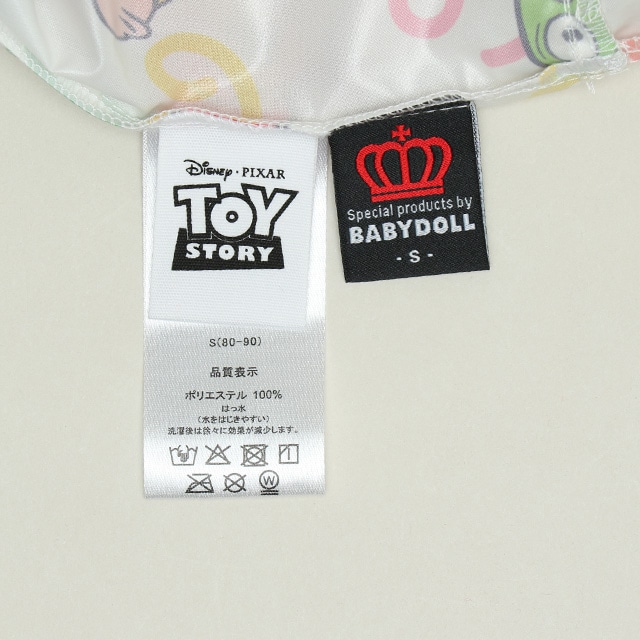 Disney · PIXAR
TOY
STORY
S(80-90)
品質表示
ポリエステル 100%
はっ水
(水をはじきやすい)
洗濯後は徐々に効果が減少します。
W
Special products by
BABYDOLL
- S -